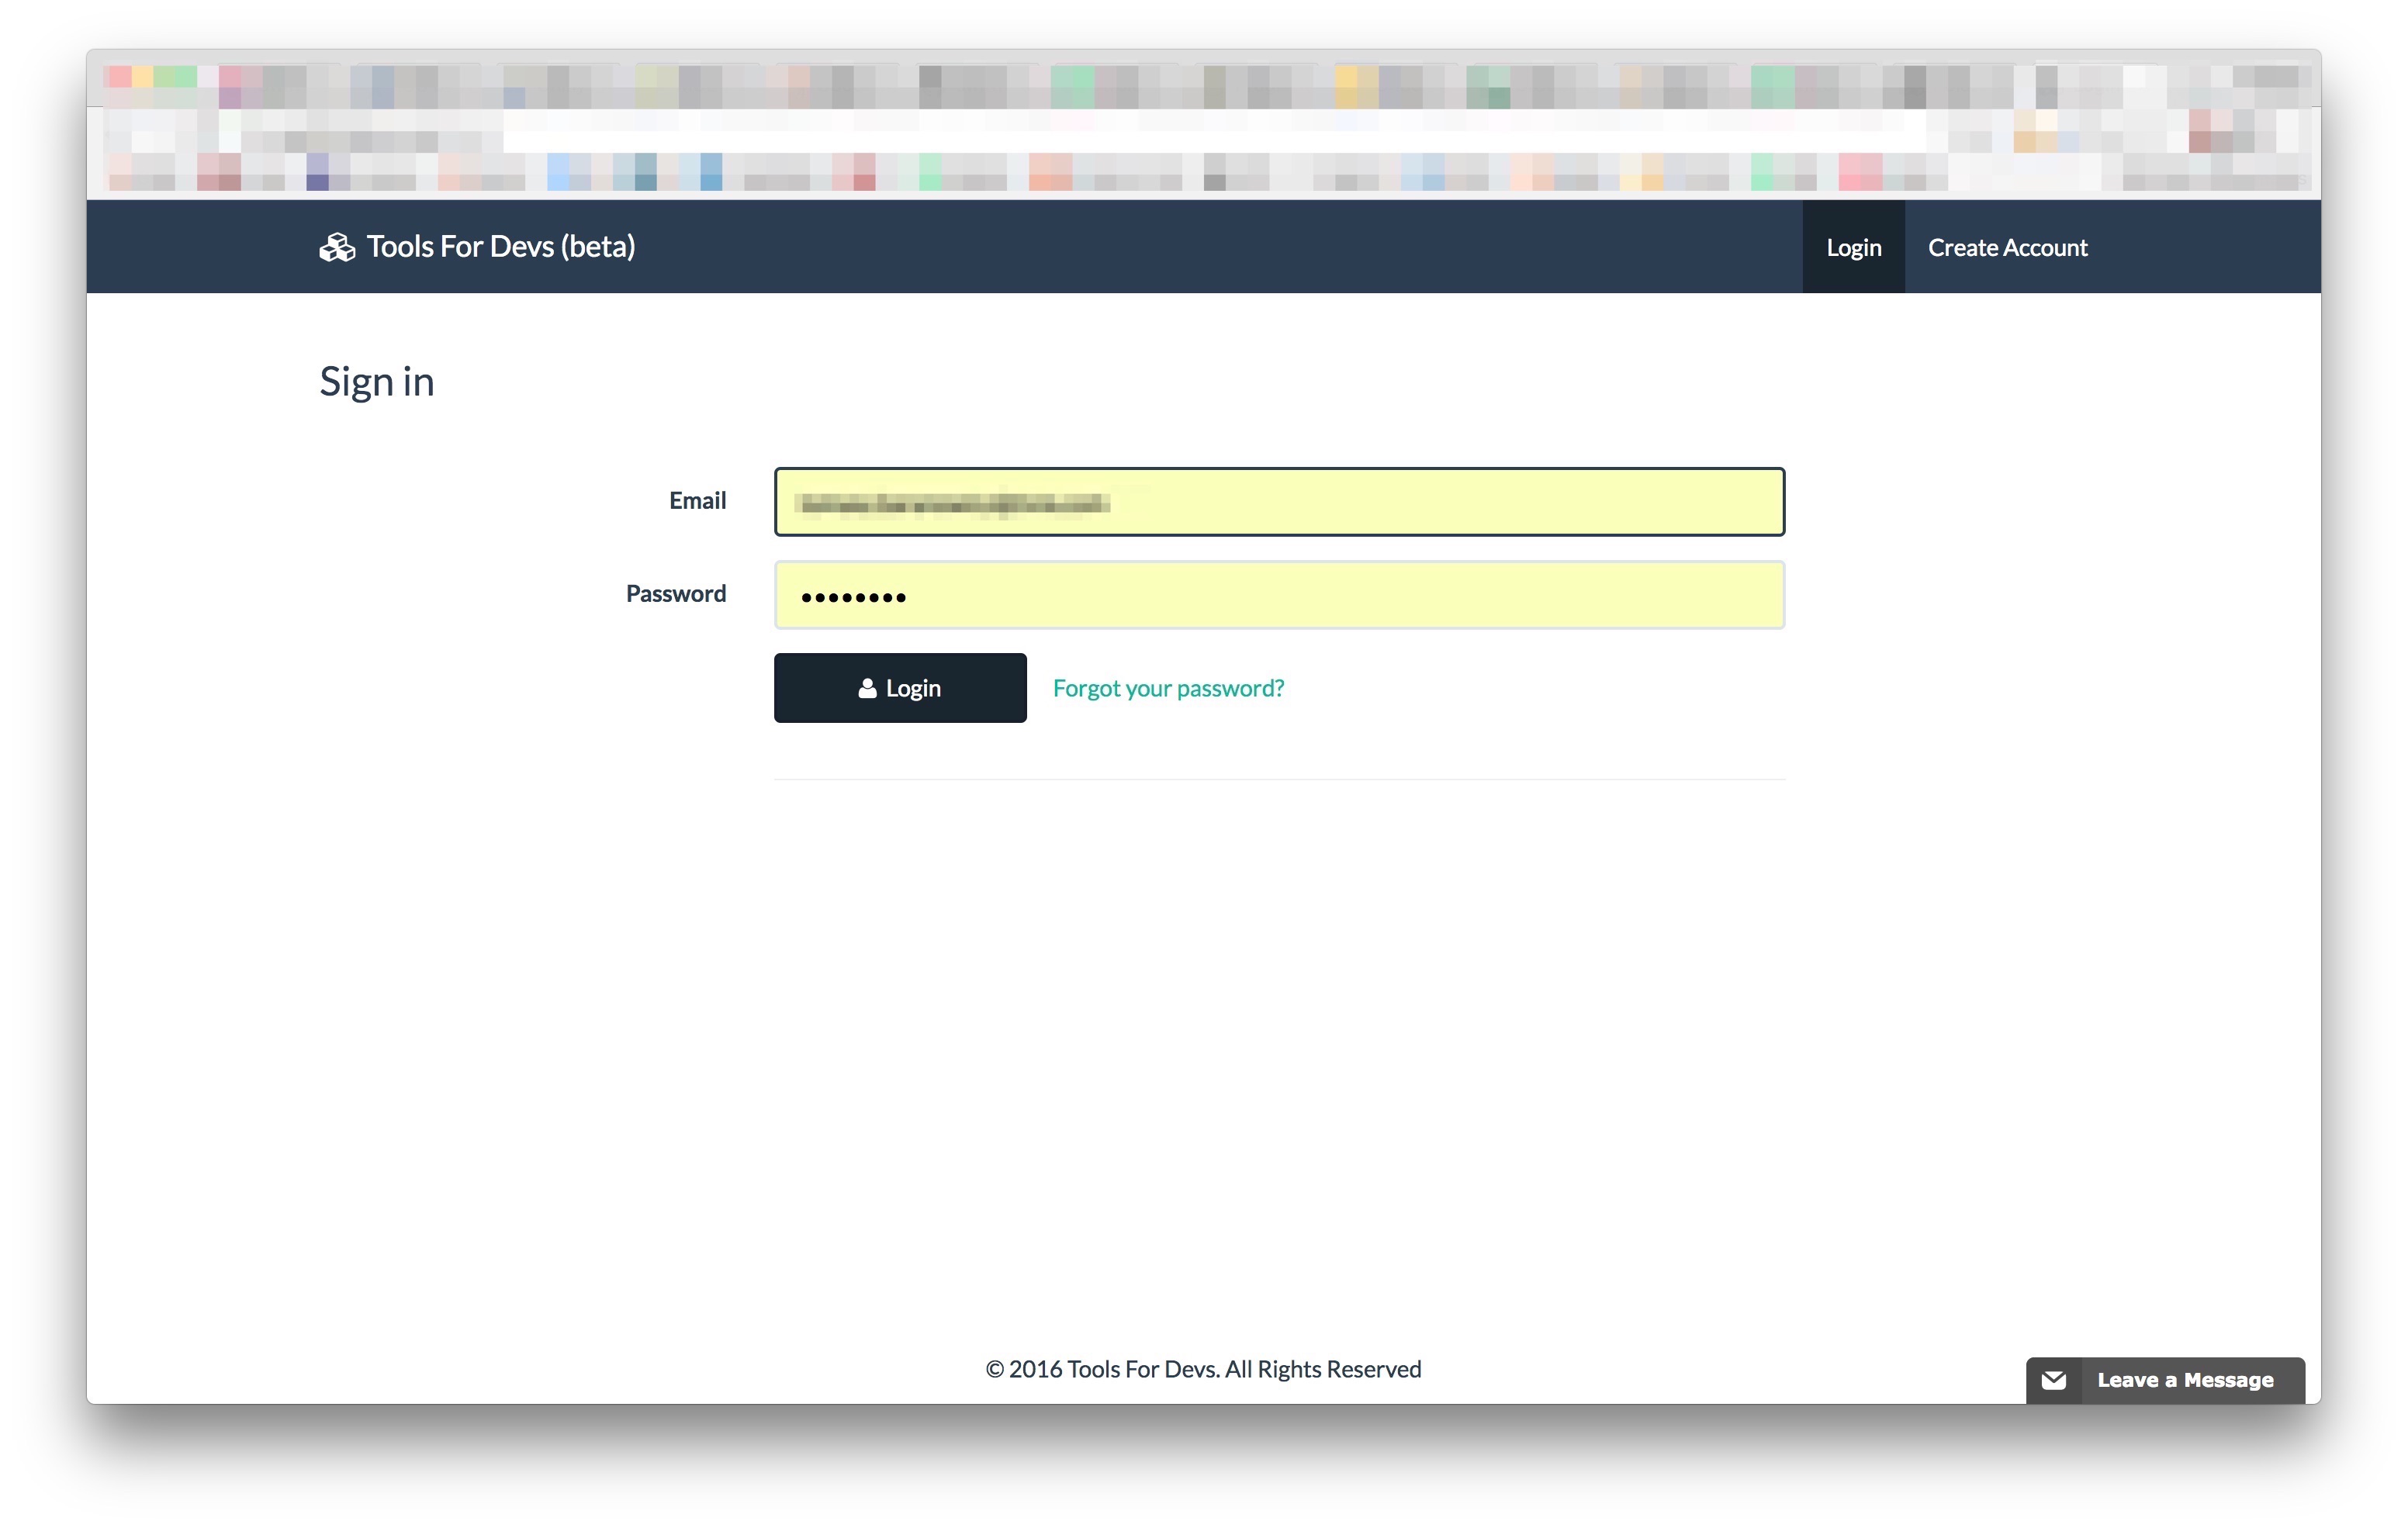 Tools For Devs (beta)
Login
Create Account
Sign in
Email
Password
Login
Forgot your password?
© 2016 Tools For Devs. All Rights Reserved
Leave a Message